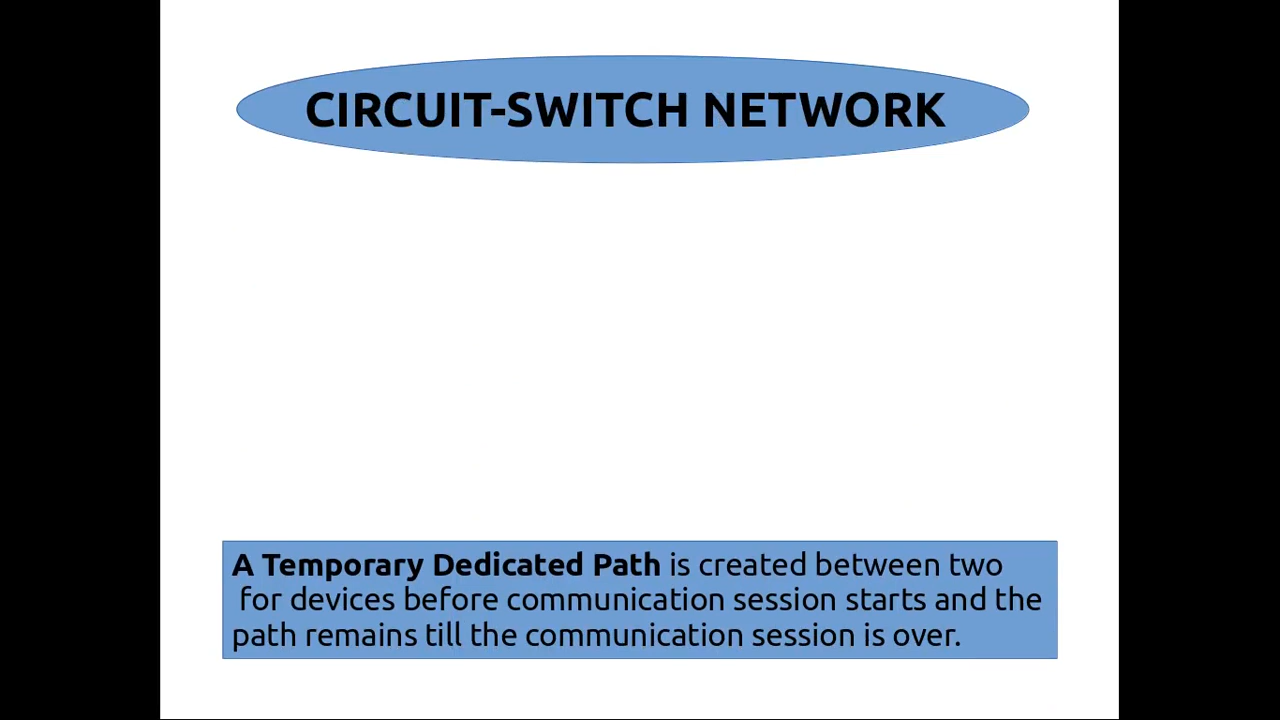 CIRCUIT-SWITCH NETWORK
A Temporary Dedicated Path is created between two
for devices before communication session starts and the
path remains till the communication session is over.